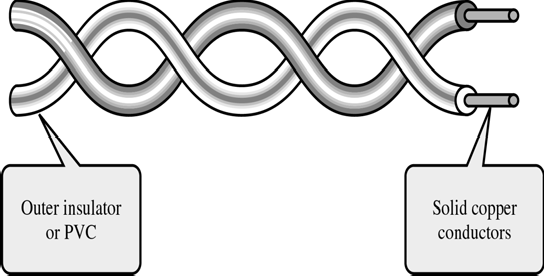 Outer insulator
or PVC
Solid copper
conductors